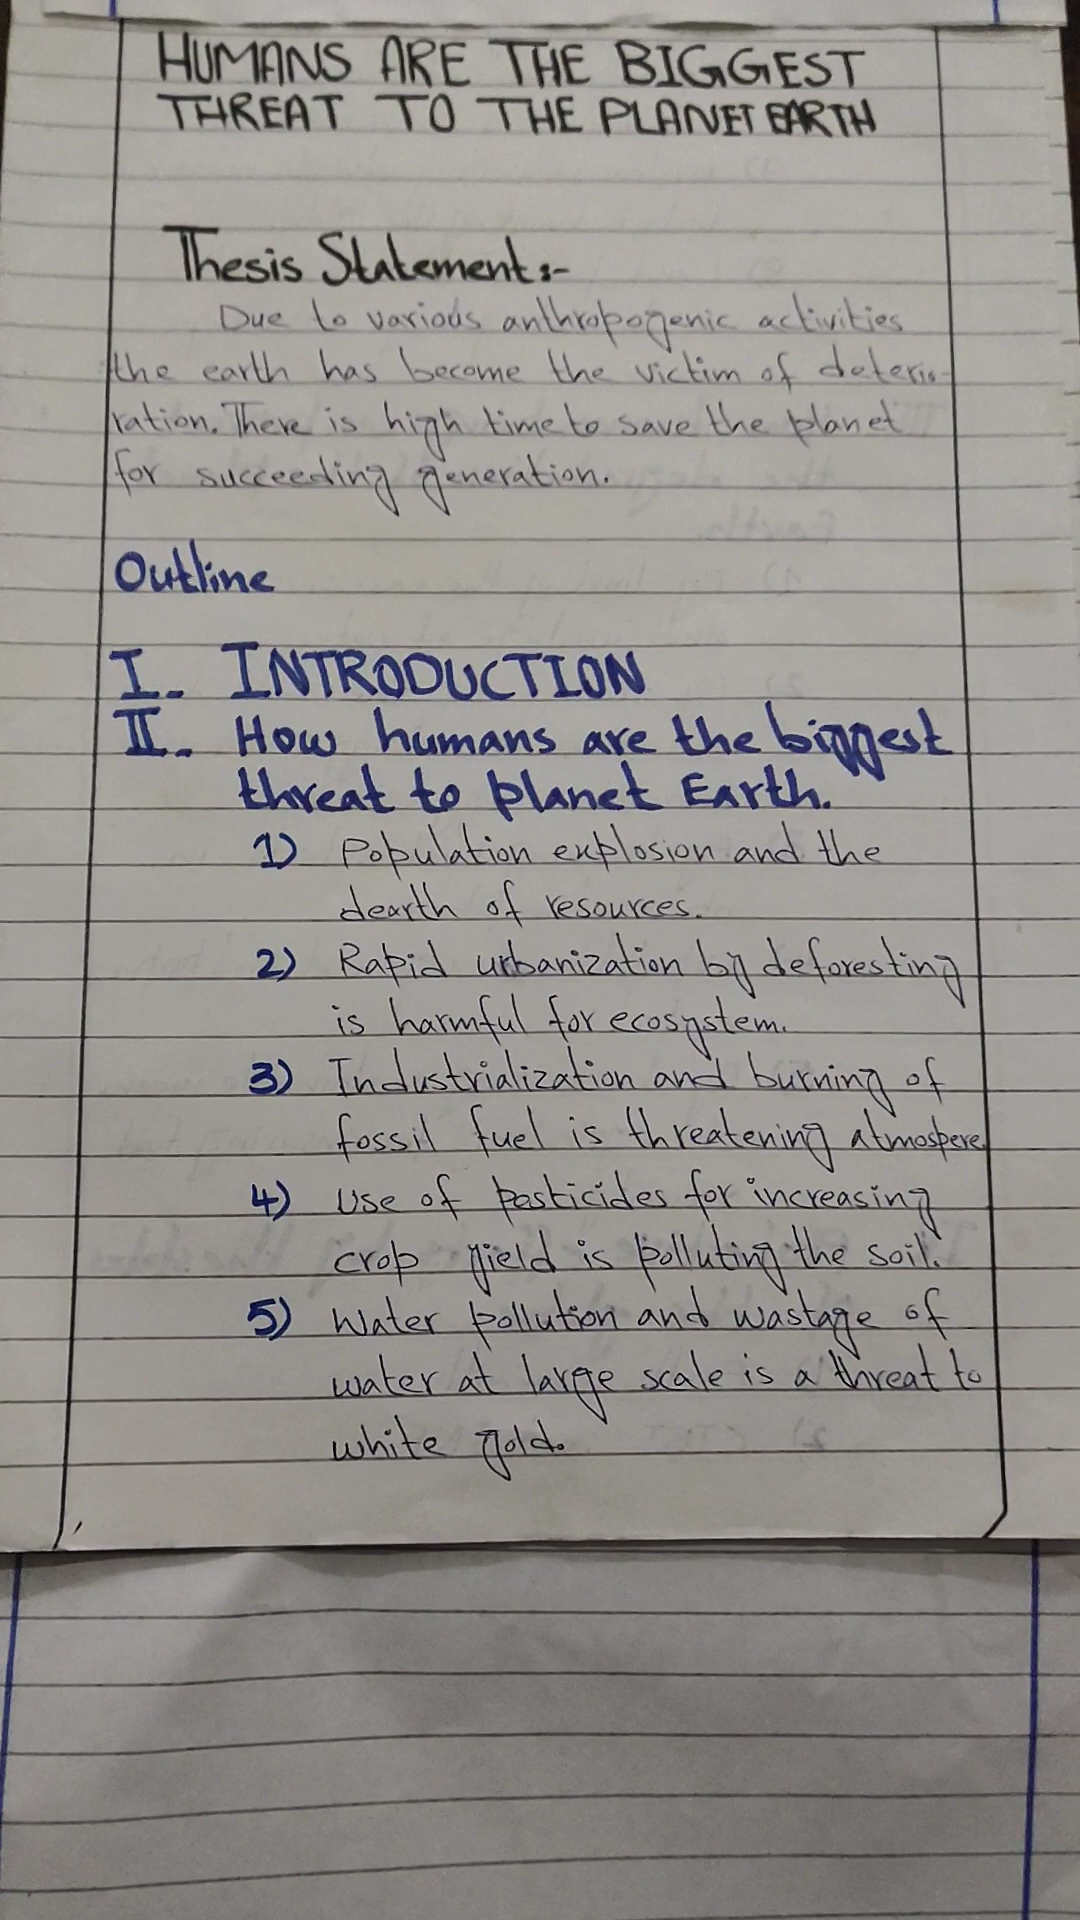 HUMANS ARE THE BIGGEST
THREAT TO THE PLANET EARTH
Thesis Statement:-
Due to various anthropogenic activities
the earth has become the victim of deterio-
ration. There is high time to save the planet
for succeeding generation.
Outline
I. INTRODUCTION
II. How humans are the biggest
threat to planet Earth.
1) Population explosion and the
dearth of resources.
2) Rapid urbanization by deforesting
is harmful for ecosystem.
3) Industrialization and burning of
fossil fuel is threatening atmospere
4) Use of pesticides for increasing
crop yield is polluting the soil.
5) Water pollution and wastage of
water at large scale is a threat to
white gold.